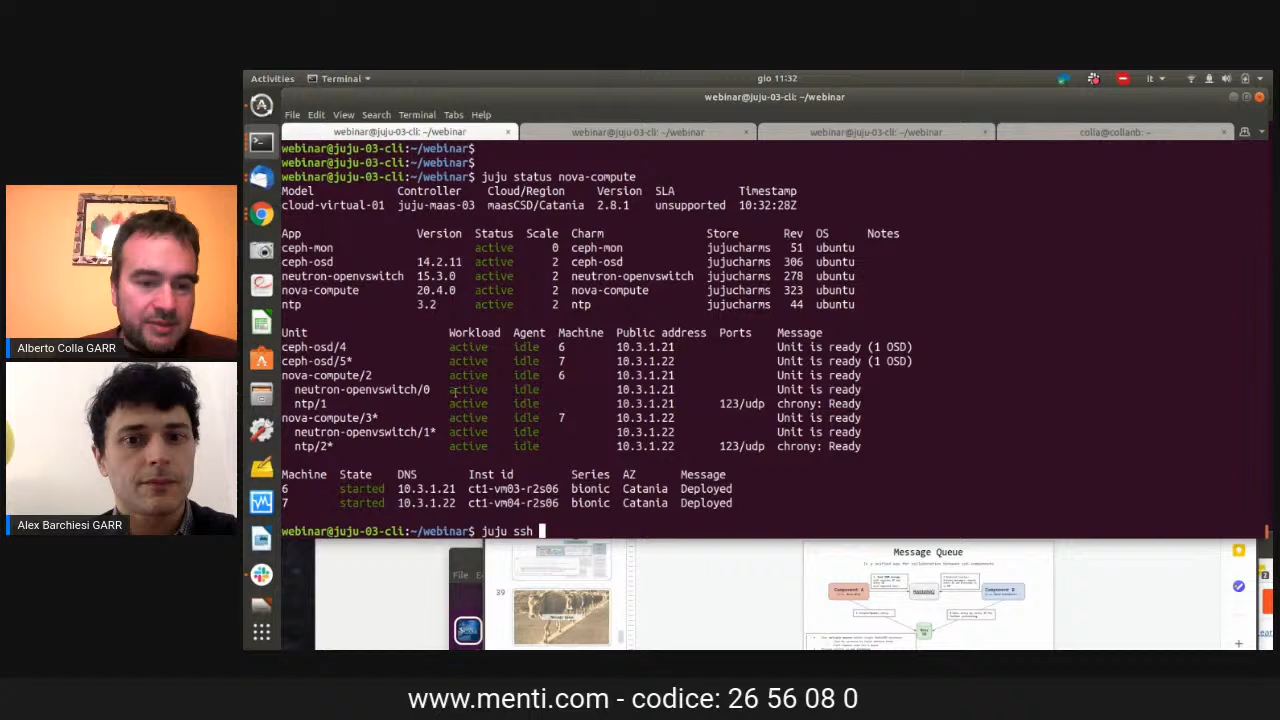 Activities Terminal gio 11:32 it
webinar@juju-03-cli: ~/webinar
File Edit View Search Terminal Tabs Help
webinar@juju-03-cli: ~/webinar webinar@juju-03-cli: ~/webinar webinar@juju-03-cli: ~/webinar colla@collanb: ~
webinar@juju-03-cli:~/webinar$
webinar@juju-03-cli:~/webinar$
webinar@juju-03-cli:~/webinar$ juju status nova-compute
Model Controller Cloud/Region Version SLA Timestamp
cloud-virtual-01 juju-maas-03 maasCSD/Catania 2.8.1 unsupported 10:32:28Z
App Version Status Scale Charm Store Rev OS Notes
ceph-mon active 0 ceph-mon jujucharms 51 ubuntu
ceph-osd 14.2.11 active 2 ceph-osd jujucharms 306 ubuntu
neutron-openvswitch 15.3.0 active 2 neutron-openvswitch jujucharms 278 ubuntu
nova-compute 20.4.0 active 2 nova-compute jujucharms 323 ubuntu
ntp 3.2 active 2 ntp jujucharms 44 ubuntu
Unit Workload Agent Machine Public address Ports Message
ceph-osd/4 active idle 6 10.3.1.21 Unit is ready (1 OSD)
ceph-osd/5* active idle 7 10.3.1.22 Unit is ready (1 OSD)
nova-compute/2 active idle 6 10.3.1.21 Unit is ready
neutron-openvswitch/0 active idle 10.3.1.21 Unit is ready
ntp/1 active idle 10.3.1.21 123/udp chrony: Ready
nova-compute/3* active idle 7 10.3.1.22 Unit is ready
neutron-openvswitch/1* active idle 10.3.1.22 Unit is ready
ntp/2* active idle 10.3.1.22 123/udp chrony: Ready
Machine State DNS Inst id Series AZ Message
6 started 10.3.1.21 ct1-vm03-r2s06 bionic Catania Deployed
7 started 10.3.1.22 ct1-vm04-r2s06 bionic Catania Deployed
webinar@juju-03-cli:~/webinar$ juju ssh
Alberto Colla GARR
Alex Barchiesi GARR
File
39
Message Queue
Component A
Component B
www.menti.com - codice: 26 56 08 0